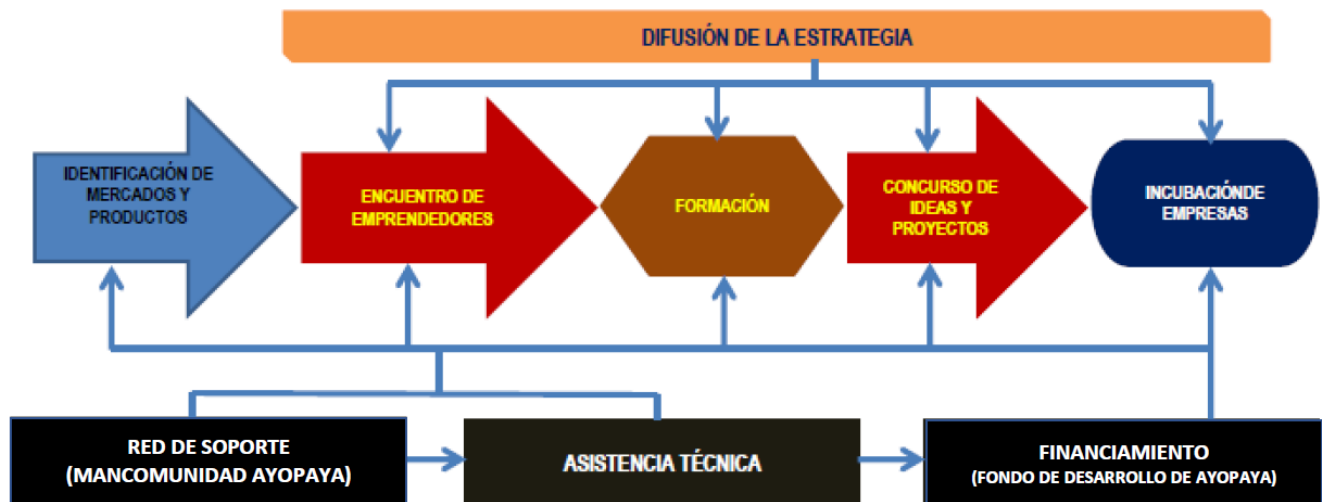 DIFUSIÓN DE LA ESTRATEGIA
IDENTIFICACIÓN DE
MERCADOS Y
PRODUCTOS
ENCUENTRO DE
EMPRENDEDORES
FORMACIÓN
CONCURSO DE
IDEAS Y
PROYECTOS
INCUBACIÓNDE
EMPRESAS
RED DE SOPORTE
(MANCOMUNIDAD AYOPAYA)
ASISTENCIA TÉCNICA
FINANCIAMIENTO
(FONDO DE DESARROLLO DE AYOPAYA)